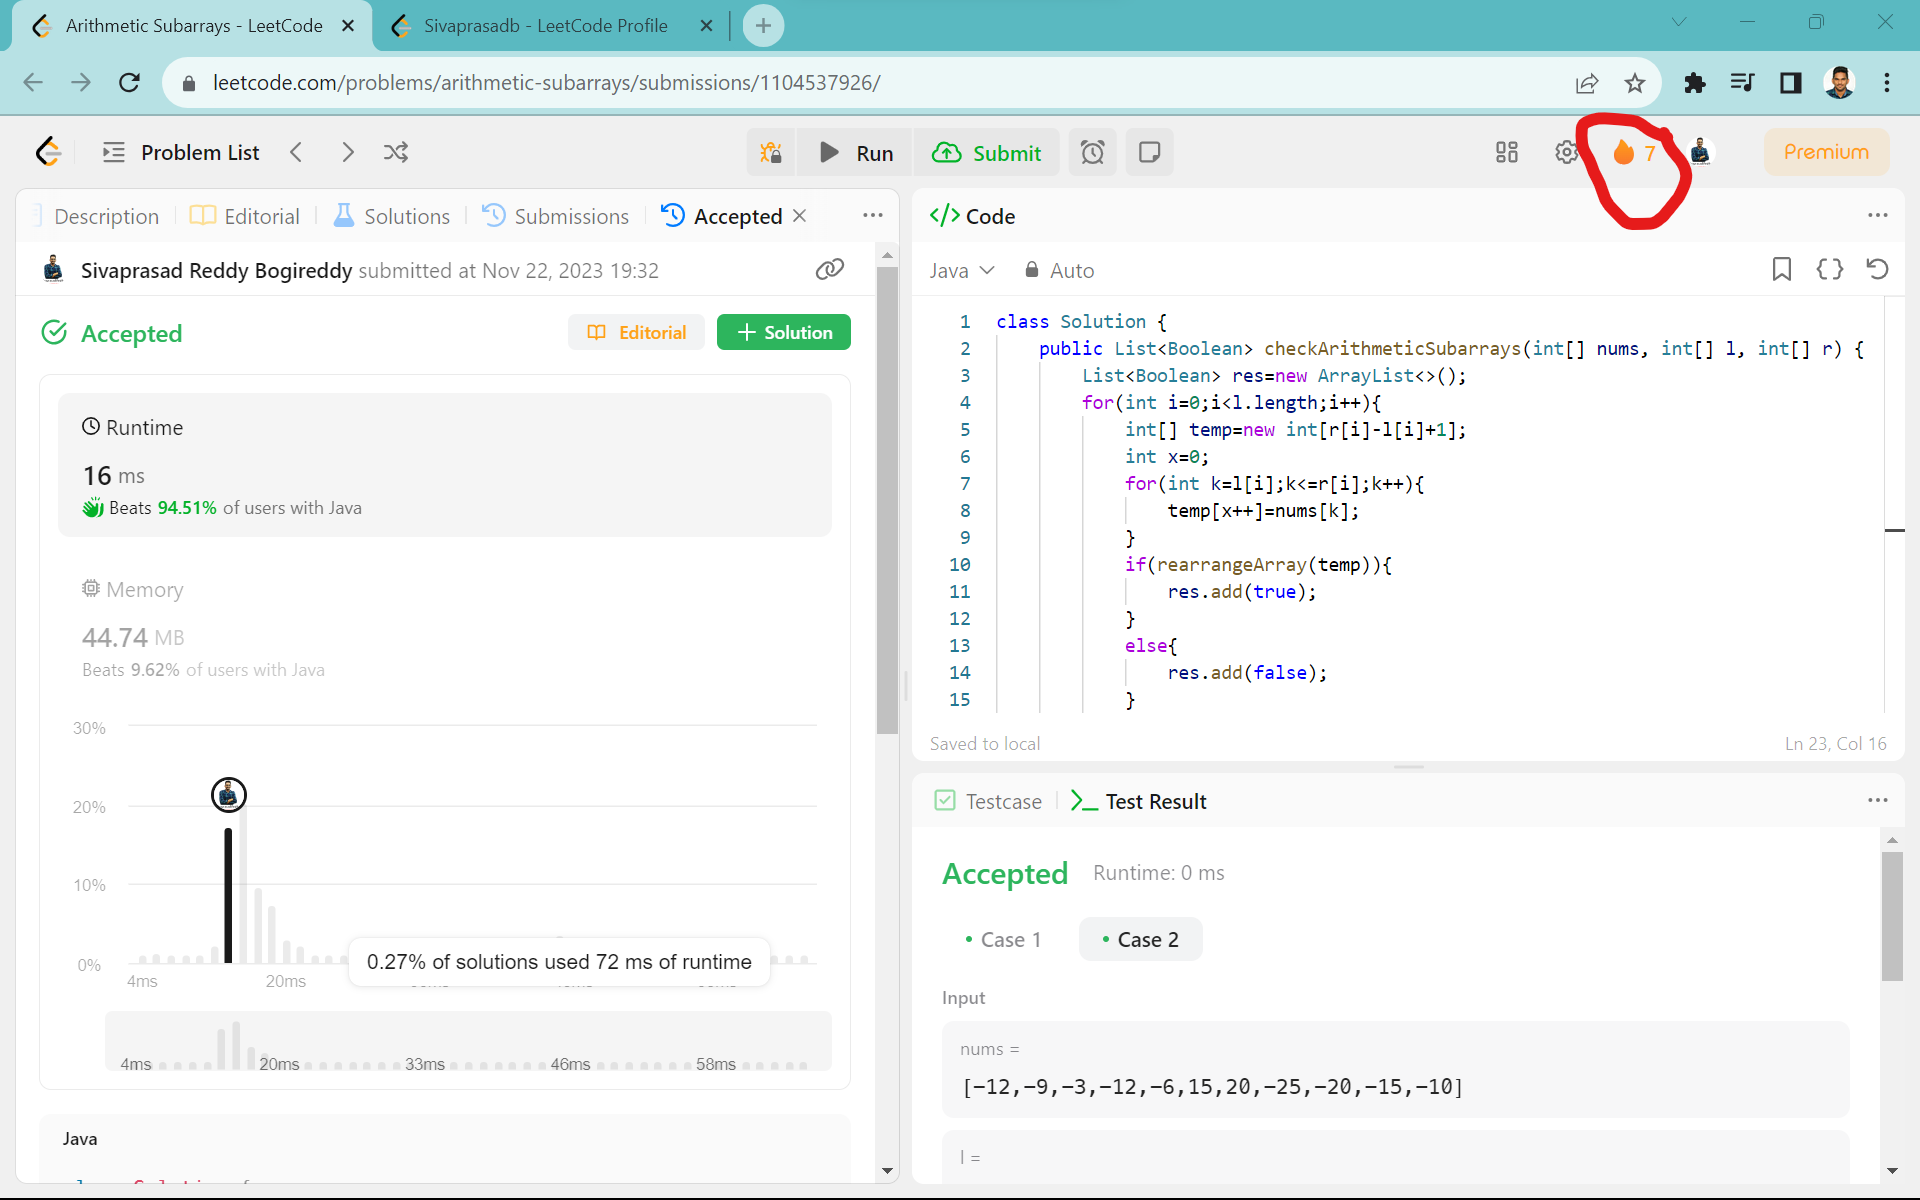 Arithmetic Subarrays - LeetCode
Sivaprasadb - LeetCode Profile
leetcode.com/problems/arithmetic-subarrays/submissions/1104537926/
Problem List
Run
Submit
7
Premium
Description
Editorial
Solutions
Submissions
Accepted
Sivaprasad Reddy Bogireddy submitted at Nov 22, 2023 19:32
Accepted
Editorial
Solution
Runtime
16 ms
Beats 94.51% of users with Java
Memory
44.74 MB
Beats 9.62% of users with Java
30%
20%
10%
0%
4ms
20ms
0.27% of solutions used 72 ms of runtime
4ms
20ms
33ms
46ms
58ms
Java
</> Code
Java
Auto
1 class Solution {
2 public List<Boolean> checkArithmeticSubarrays(int[] nums, int[] l, int[] r) {
3 List<Boolean> res=new ArrayList<>();
4 for(int i=0;i<l.length;i++){
5 int[] temp=new int[r[i]-l[i]+1];
6 int x=0;
7 for(int k=l[i];k<=r[i];k++){
8 temp[x++]=nums[k];
9 }
10 if(rearrangeArray(temp)){
11 res.add(true);
12 }
13 else{
14 res.add(false);
15 }
Saved to local
Ln 23, Col 16
Testcase
Test Result
Accepted
Runtime: 0 ms
• Case 1
• Case 2
Input
nums =
[-12,-9,-3,-12,-6,15,20,-25,-20,-15,-10]
l =